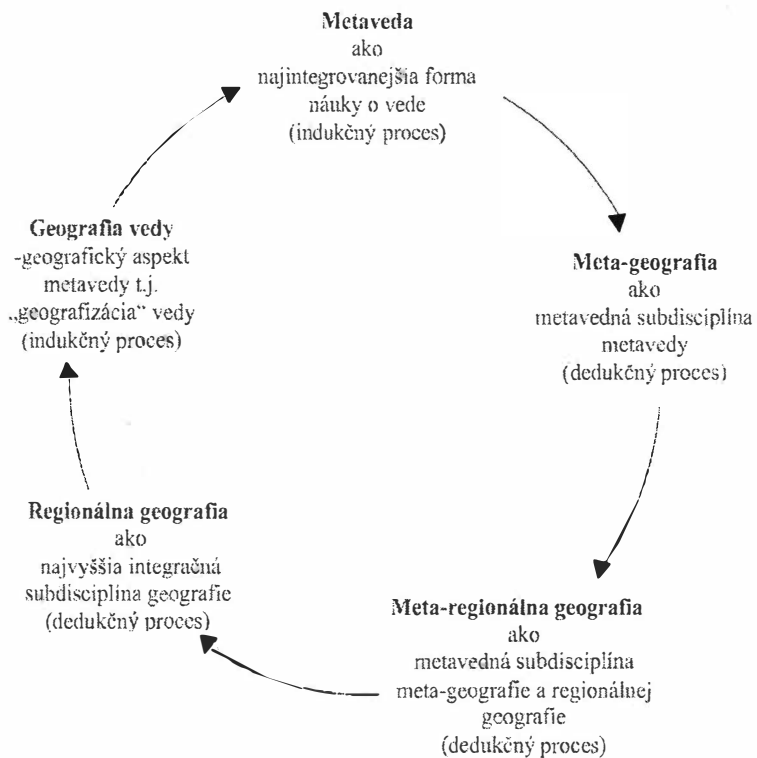 Metaveda
ako
najintegrovanejšia forma
náuky o vede
(indukčný proces)
Meta-geografia
ako
metavedná subdisciplína
metavedy
(dedukčný proces)
Meta-regionálna geografia
ako
metavedná subdisciplína
meta-geografie a regionálnej
geografie
(dedukčný proces)
Regionálna geografia
ako
najvyššia integračná
subdisciplína geografie
(dedukčný proces)
Geografia vedy
-geografický aspekt
metavedy t.j.
„geografizácia“ vedy
(indukčný proces)